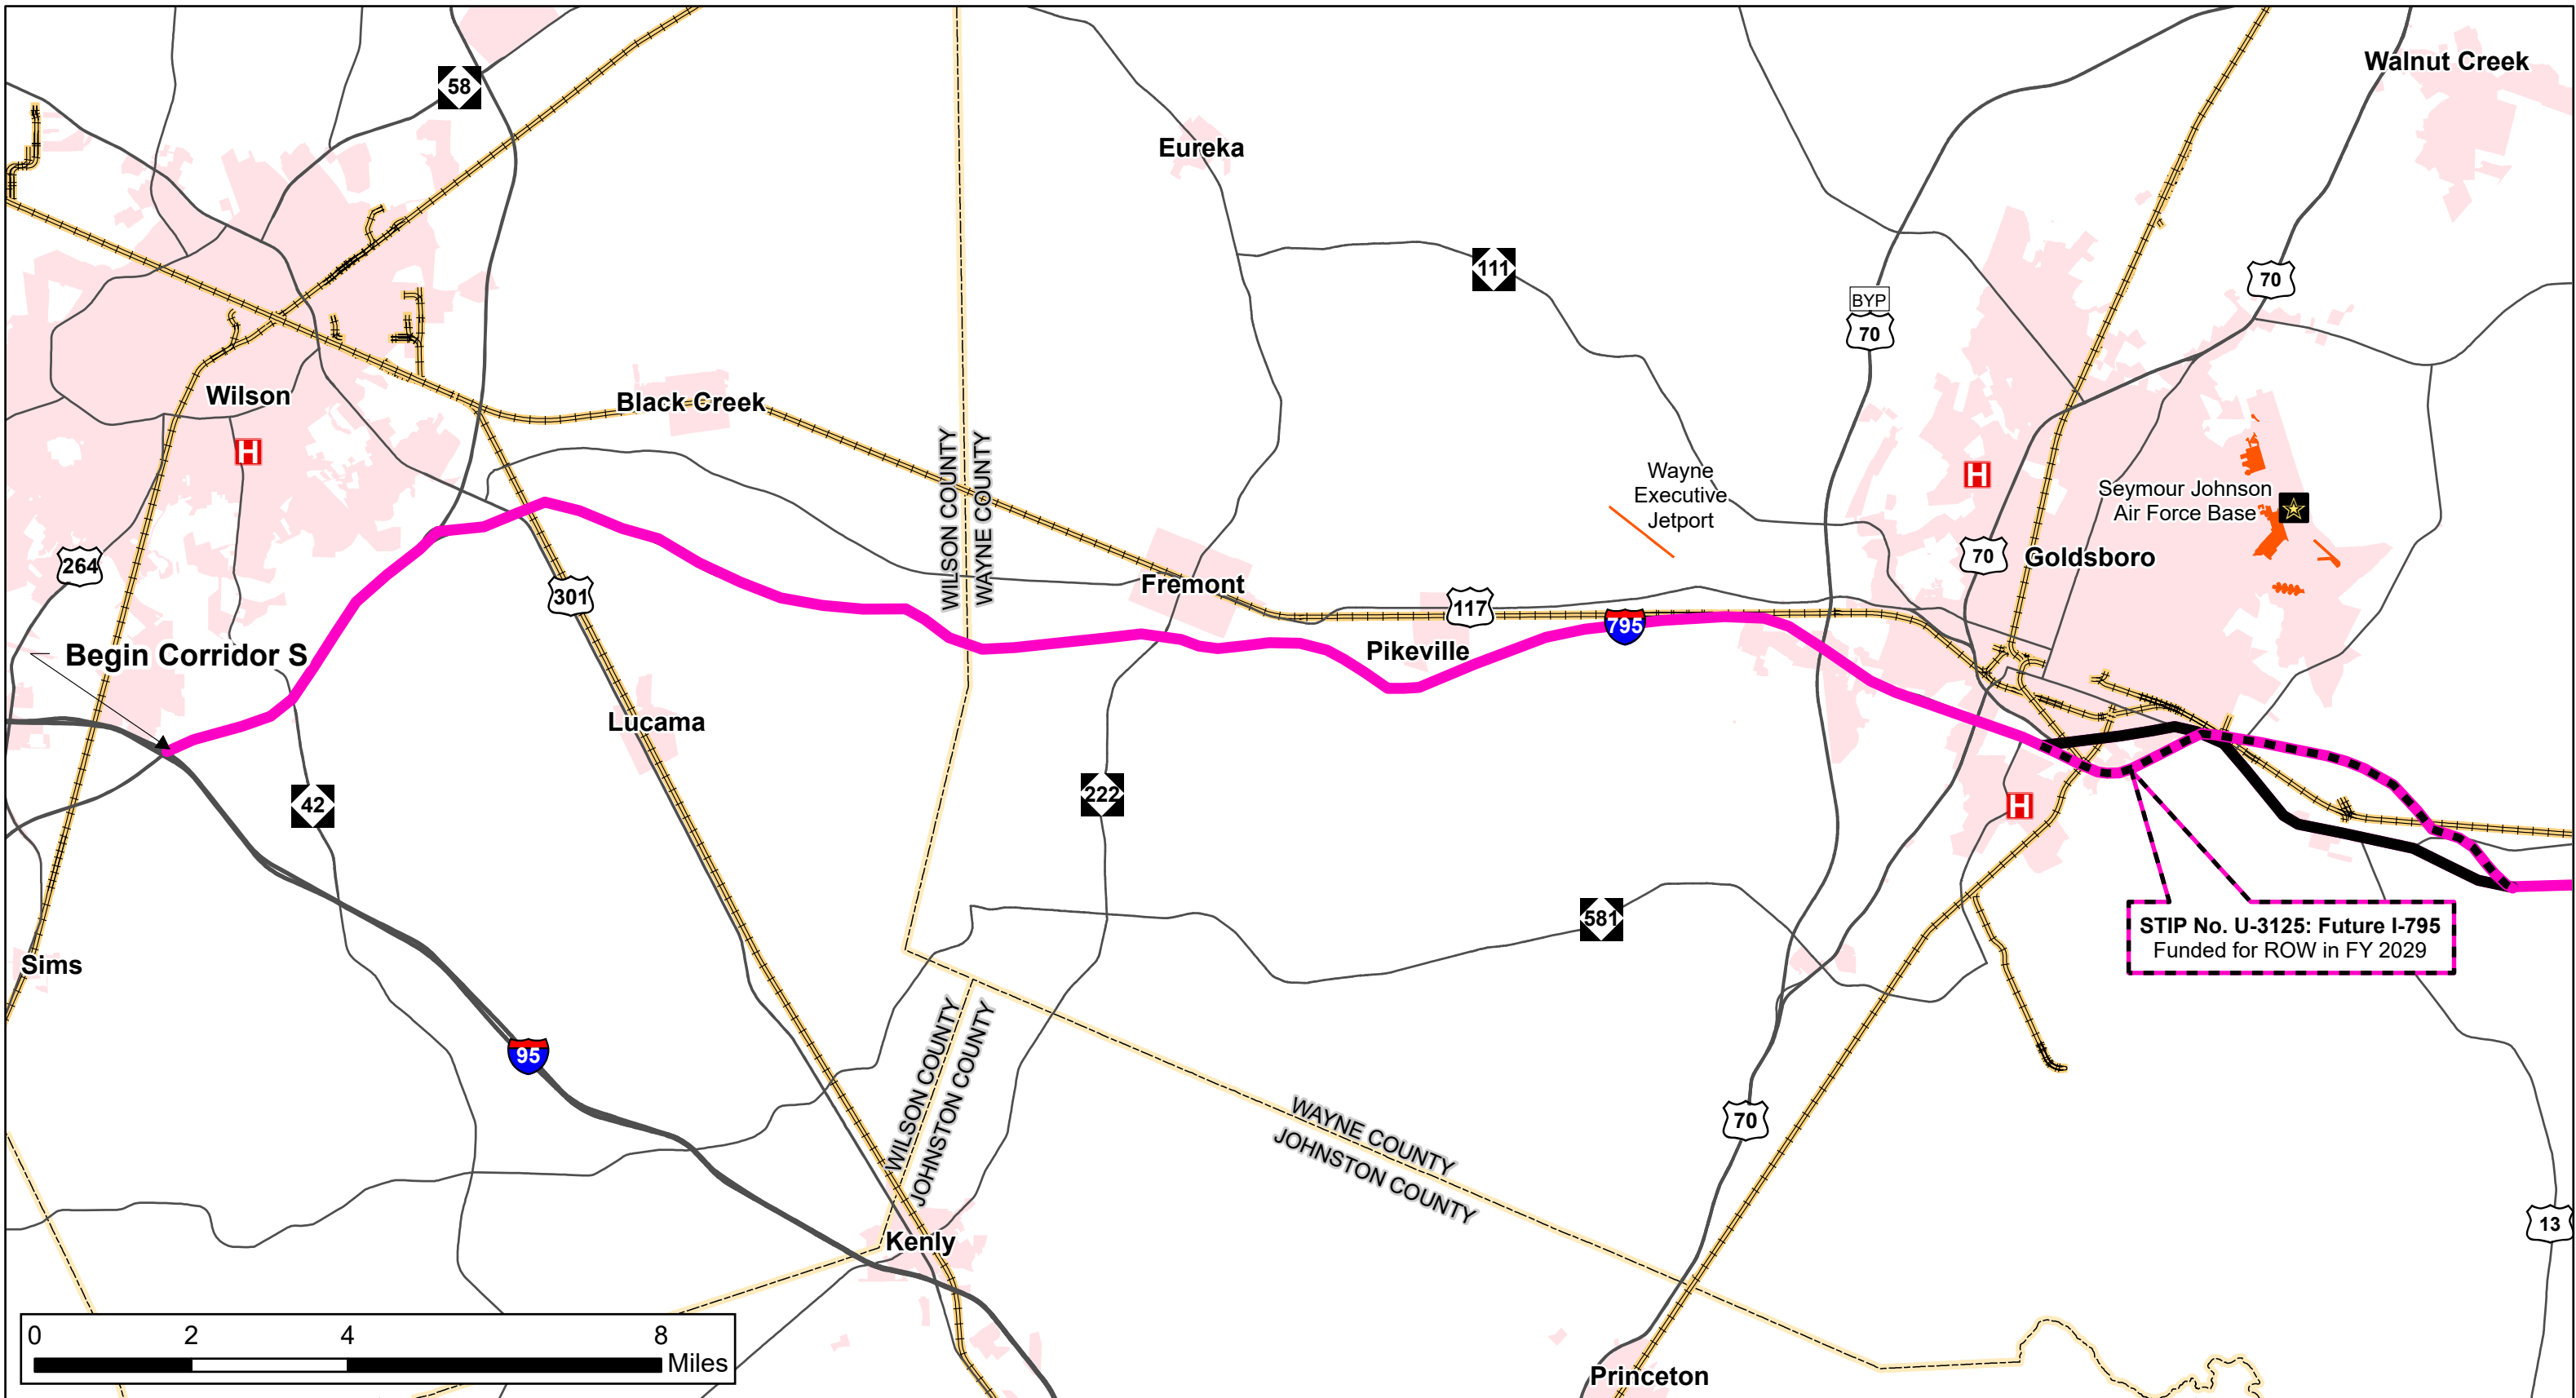 Walnut Creek
58
Eureka
111
70
BYP
70
Wilson
Black Creek
WILSON COUNTY
WAYNE COUNTY
Wayne
Executive
Jetport
Seymour Johnson
Air Force Base
70
Goldsboro
264
301
Fremont
117
795
Pikeville
Begin Corridor S
Lucama
42
222
581
STIP No. U-3125: Future I-795
Funded for ROW in FY 2029
Sims
95
WILSON COUNTY
JOHNSTON COUNTY
WAYNE COUNTY
JOHNSTON COUNTY
70
13
Kenly
Princeton
0 2 4 8
Miles
H
H
H